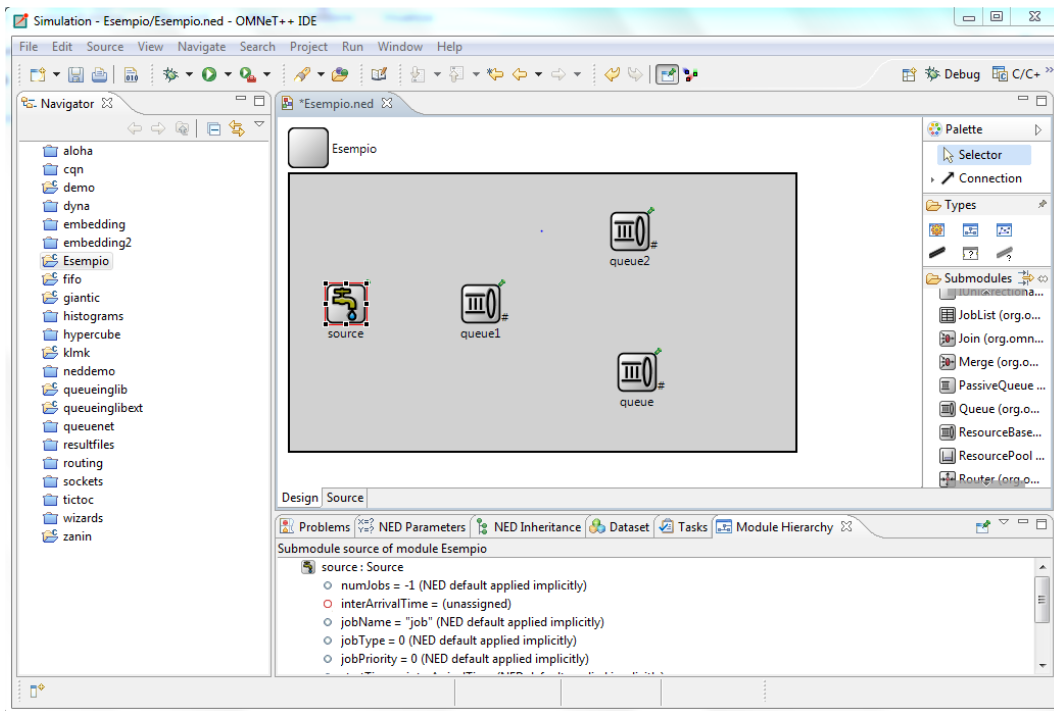 Simulation - Esempio/Esempio.ned - OMNeT++ IDE
File Edit Source View Navigate Search Project Run Window Help
Debug C/C+ »
Navigator
aloha
cqn
demo
dyna
embedding
embedding2
Esempio
fifo
giantic
histograms
hypercube
klmk
neddemo
queueinglib
queueinglibext
queuenet
resultfiles
routing
sockets
tictoc
wizards
zanin
*Esempio.ned
Esempio
queue2
#
source
queue1
#
queue
#
Design Source
Palette
Selector
Connection
Types
Submodules
JobList (org.o...
Join (org.omn...
Merge (org.o...
PassiveQueue ...
Queue (org.o...
ResourceBase...
ResourcePool ...
Router (org.o...
Problems NED Parameters NED Inheritance Dataset Tasks Module Hierarchy
Submodule source of module Esempio
source : Source
numJobs = -1 (NED default applied implicitly)
interArrivalTime = (unassigned)
jobName = "job" (NED default applied implicitly)
jobType = 0 (NED default applied implicitly)
jobPriority = 0 (NED default applied implicitly)